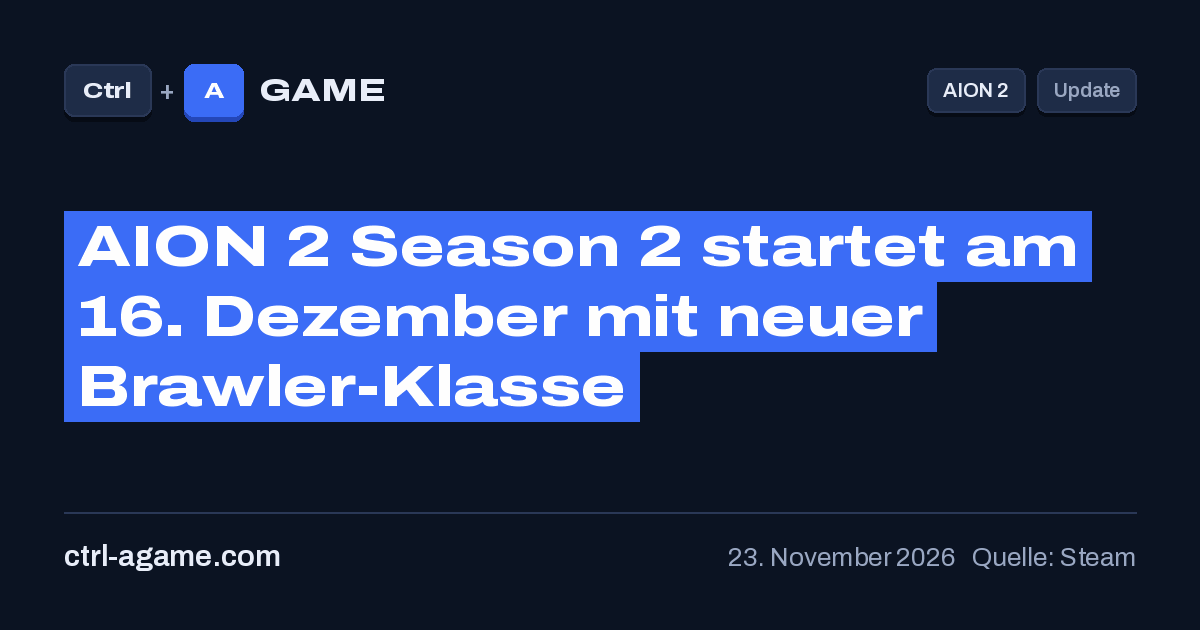 Ctrl + A GAME
AION 2 Update
AION 2 Season 2 startet am
16. Dezember mit neuer
Brawler-Klasse
ctrl-agame.com
23. November 2026 Quelle: Steam